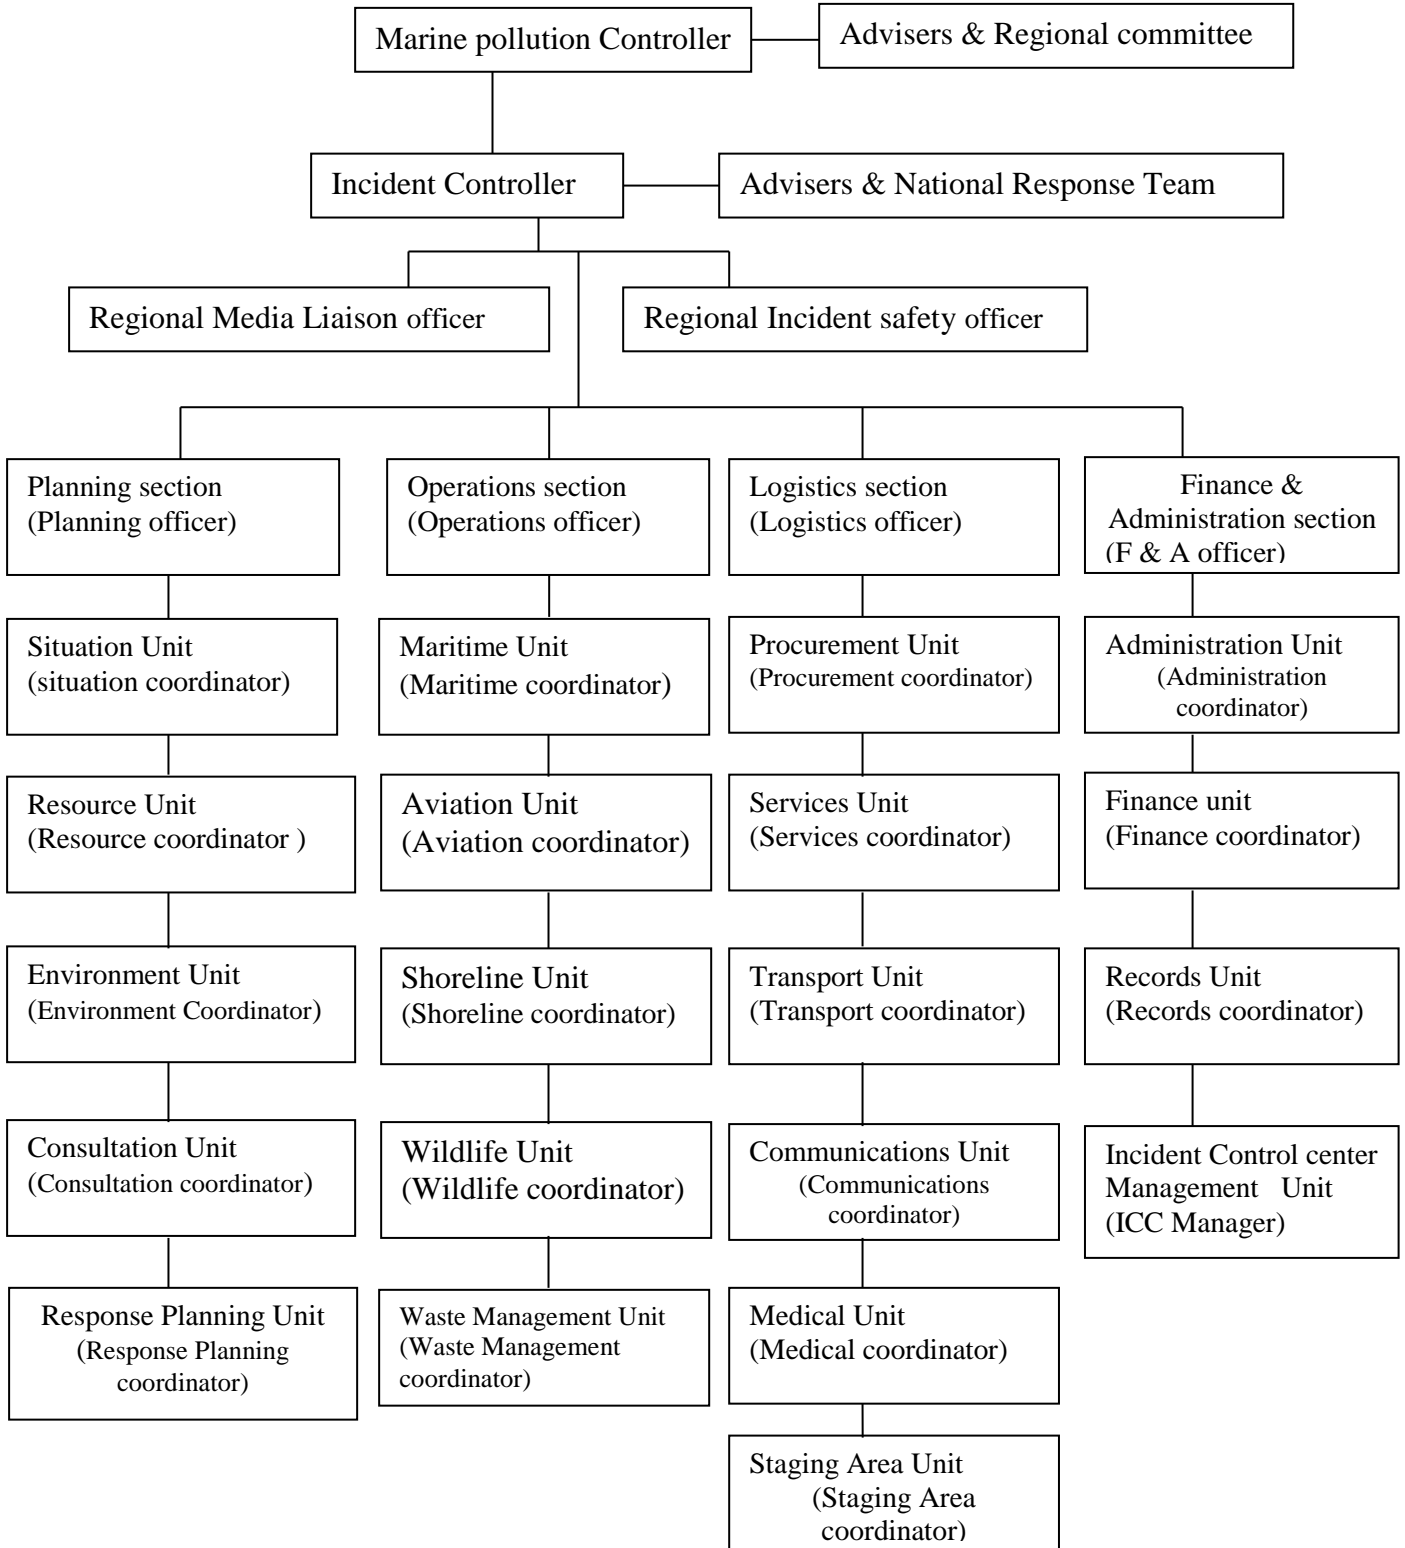 Marine pollution Controller
Advisers & Regional committee
Incident Controller
Advisers & National Response Team
Regional Media Liaison officer
Regional Incident safety officer
Planning section
(Planning officer)
Operations section
(Operations officer)
Logistics section
(Logistics officer)
Finance &
Administration section
(F & A officer)
Situation Unit
(situation coordinator)
Maritime Unit
(Maritime coordinator)
Procurement Unit
(Procurement coordinator)
Administration Unit
(Administration
coordinator)
Resource Unit
(Resource coordinator )
Aviation Unit
(Aviation coordinator)
Services Unit
(Services coordinator)
Finance unit
(Finance coordinator)
Environment Unit
(Environment Coordinator)
Shoreline Unit
(Shoreline coordinator)
Transport Unit
(Transport coordinator)
Records Unit
(Records coordinator)
Consultation Unit
(Consultation coordinator)
Wildlife Unit
(Wildlife coordinator)
Communications Unit
(Communications
coordinator)
Incident Control center
Management Unit
(ICC Manager)
Response Planning Unit
(Response Planning
coordinator)
Waste Management Unit
(Waste Management
coordinator)
Medical Unit
(Medical coordinator)
Staging Area Unit
(Staging Area
coordinator)